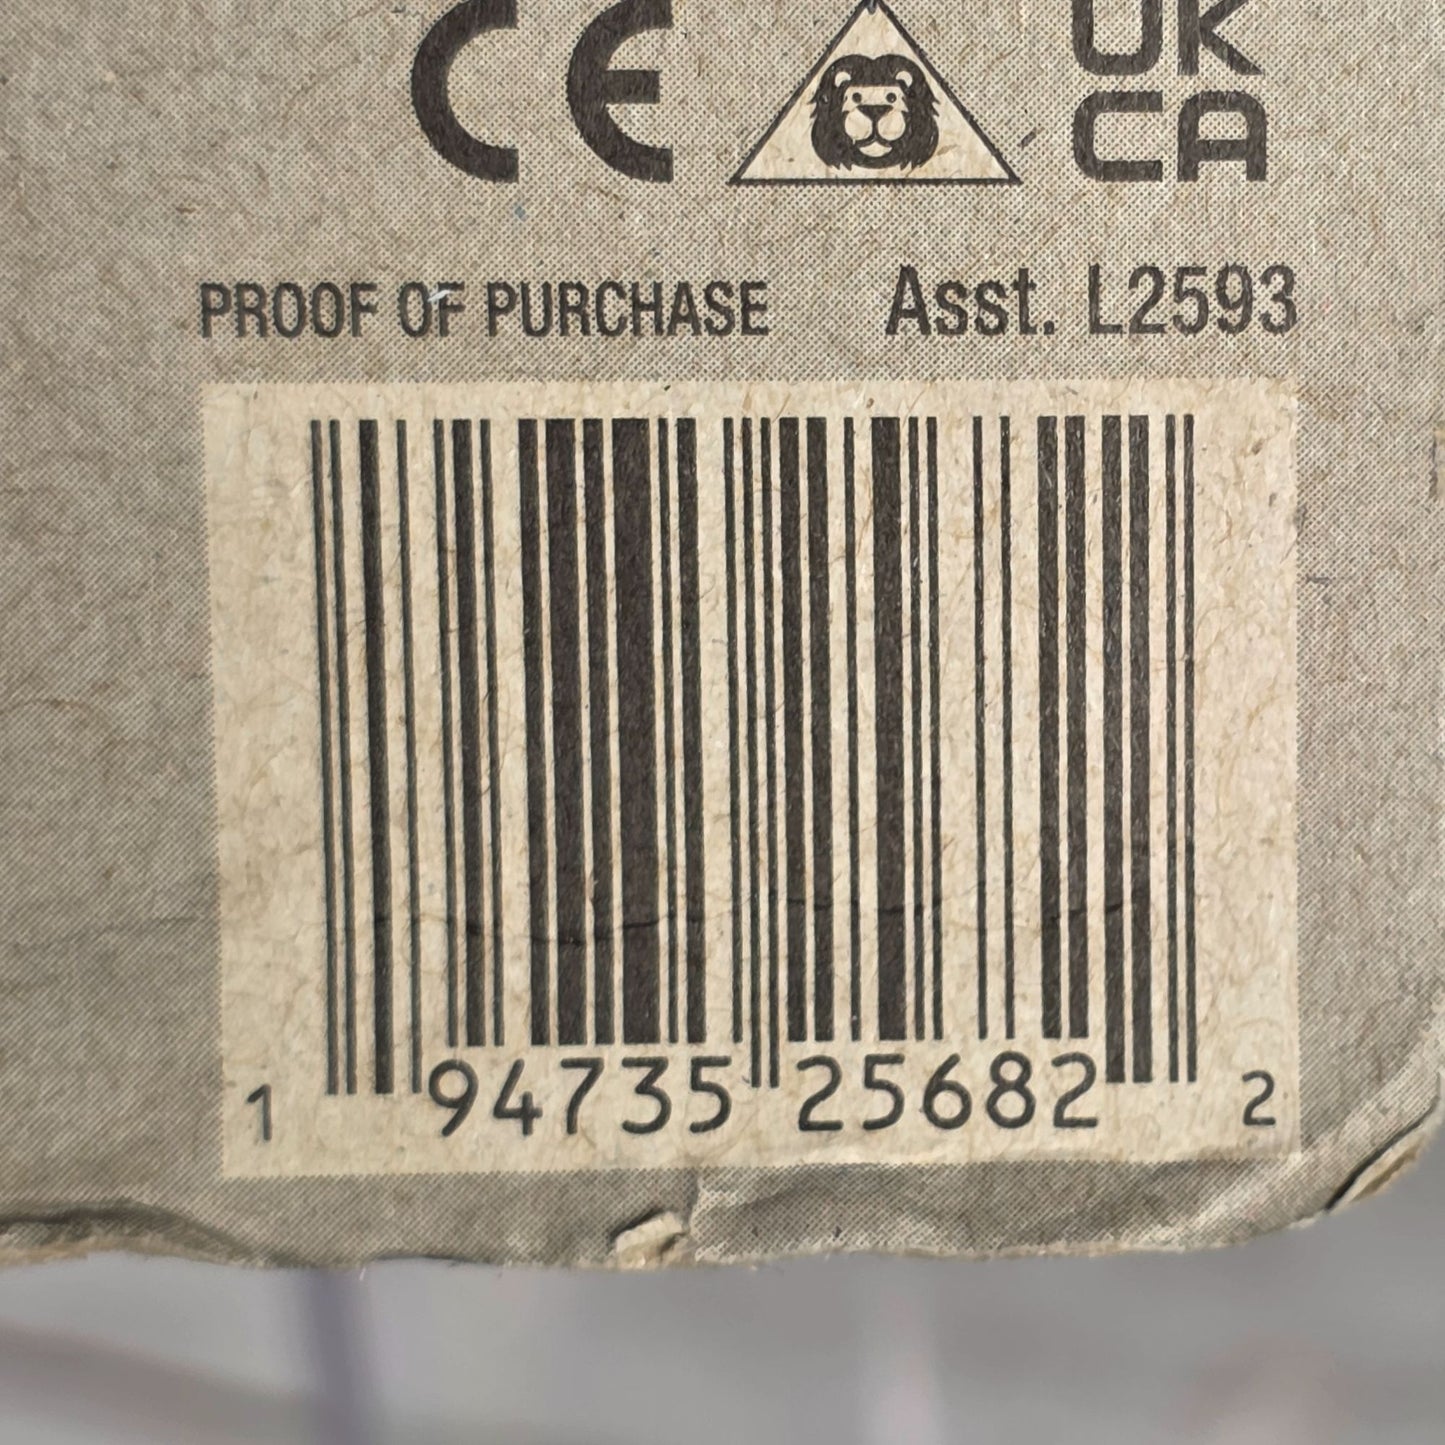 CE UK
CA
PROOF OF PURCHASE Asst. L2593
1 94735 25682 2